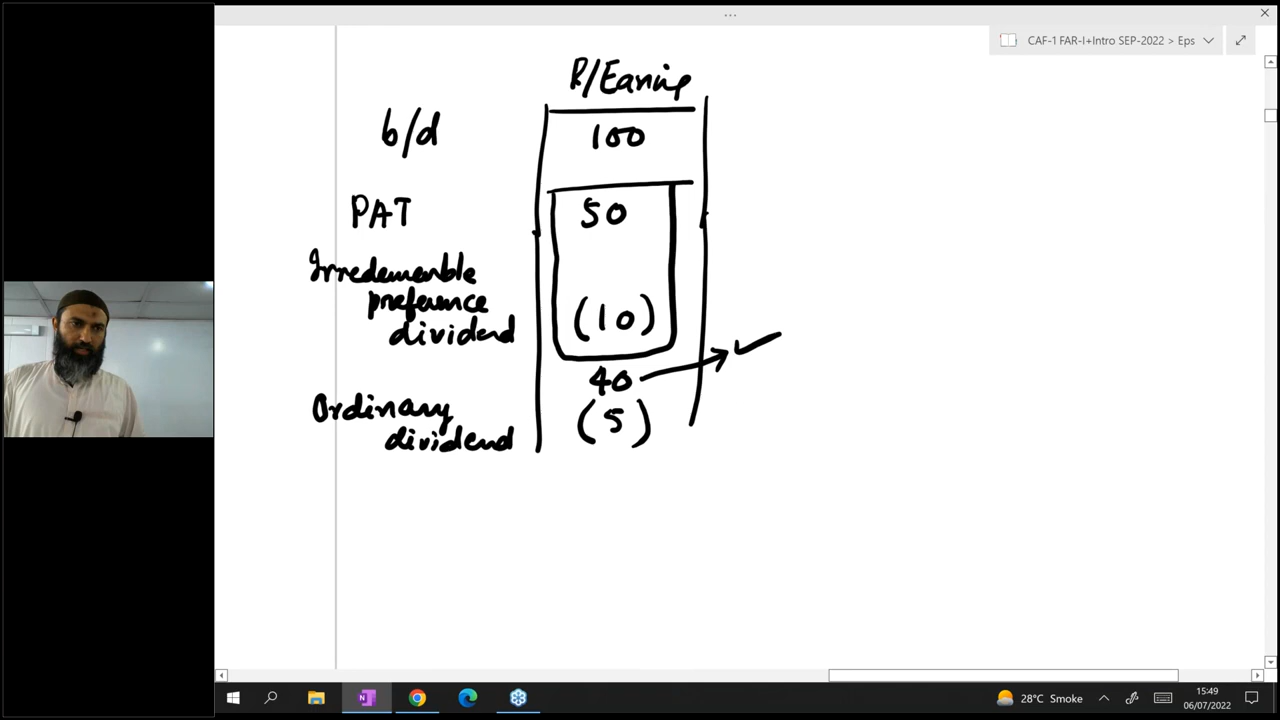 CAF-1 FAR-I+Intro SEP-2022 > Eps
R/Earning
b/d 100
PAT 50
Irredeemable
preference
dividend (10)
40
Ordinary
dividend (5)
28°C Smoke
15:49
06/07/2022